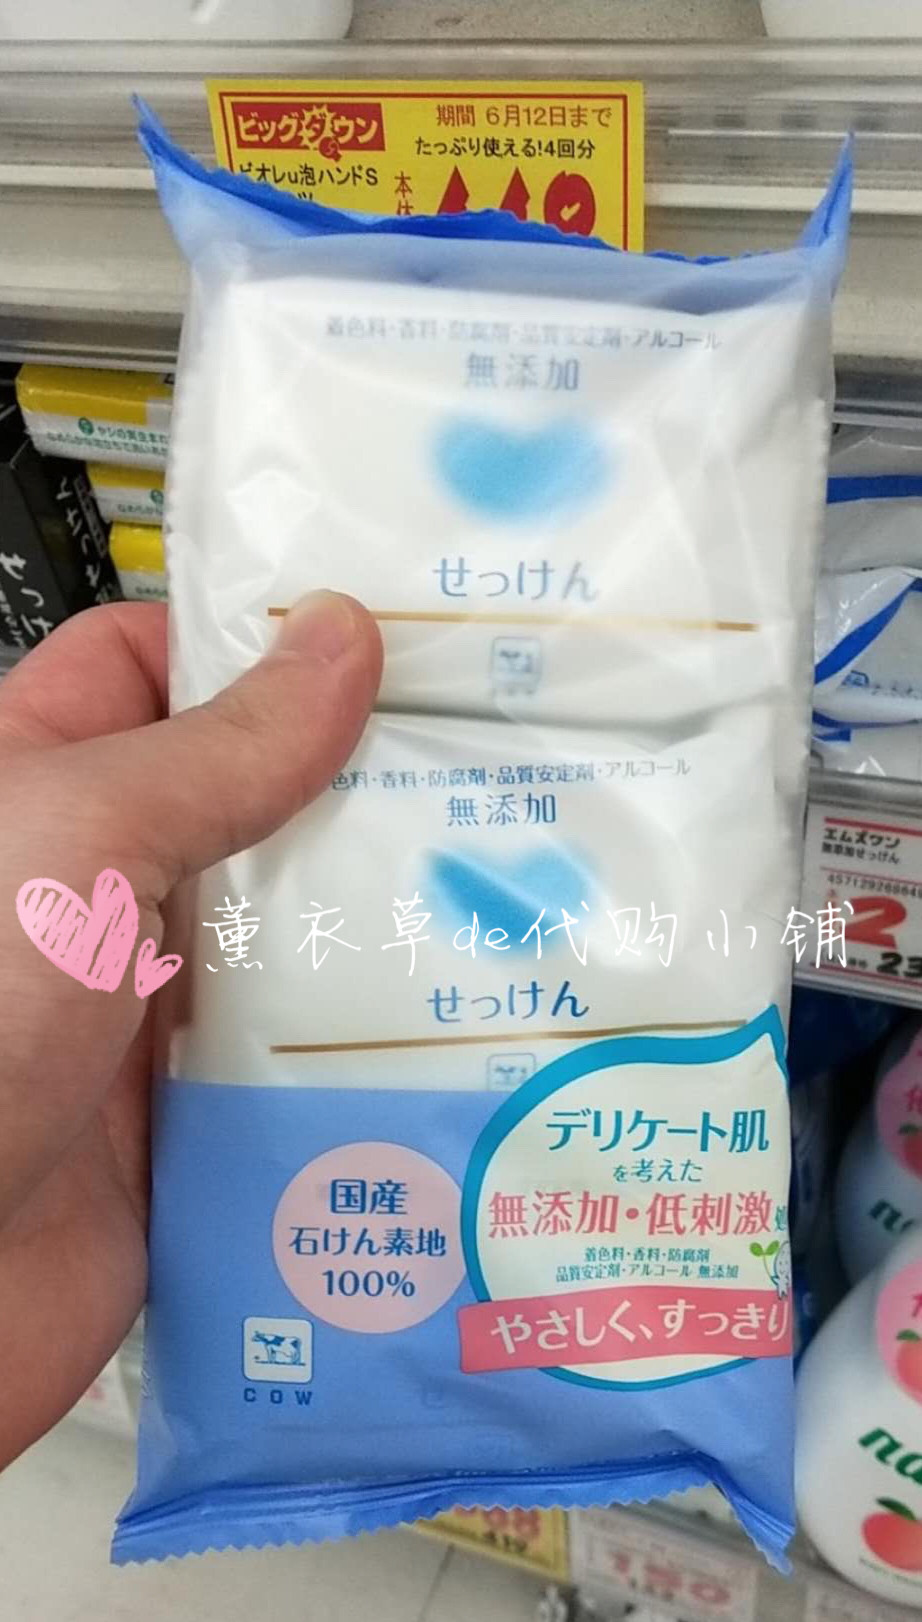 ビッグダウン
期間 6月12日まで
たっぷり使える!4回分
ビオレu泡ハンドS
着色料・香料・防腐剤・品質安定剤・アルコール
無添加
せっけん
色料・香料・防腐剤・品質安定剤・アルコール
無添加
薰衣草de代购小铺
せっけん
デリケート肌
を考えた
無添加・低刺激
着色料・香料・防腐剤
品質安定剤・アルコール 無添加
やさしく、すっきり
国産
石けん素地
100%
COW
エムズワン
無添加せっけん